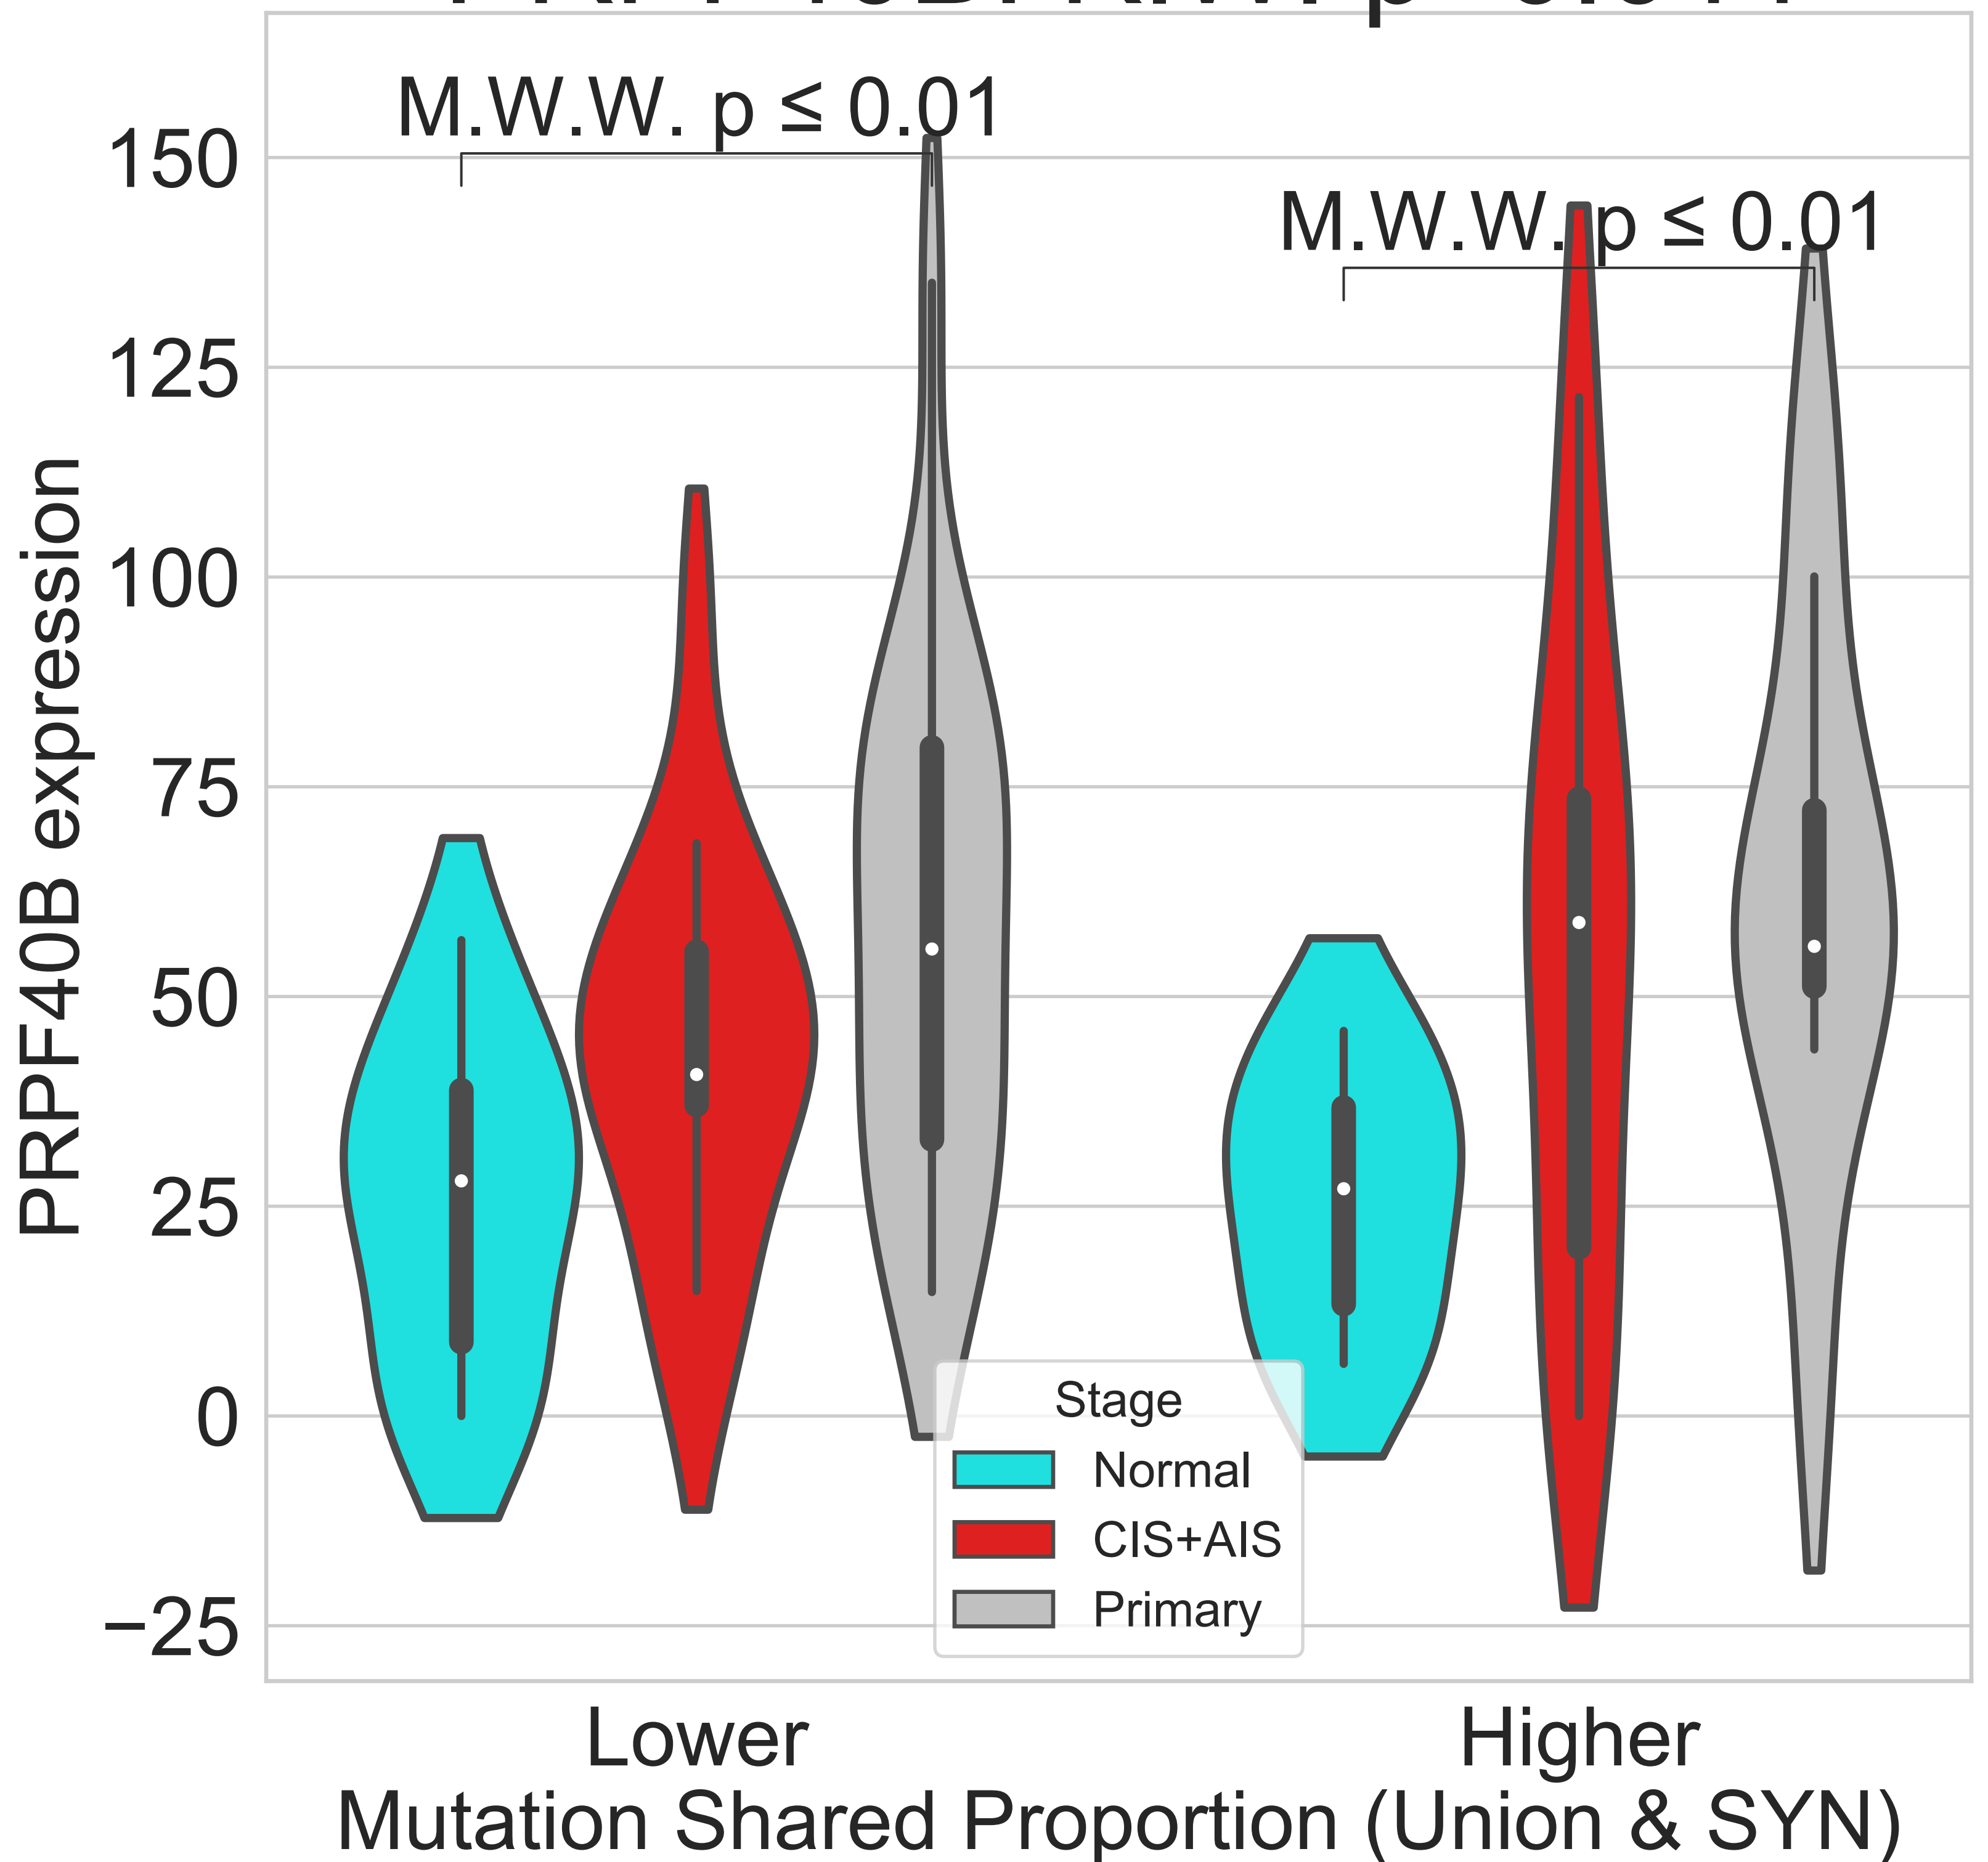 M.W.W. p ≤ 0.01
M.W.W. p ≤ 0.01
150
125
100
75
50
25
0
−25
PRPF40B expression
Stage
Normal
CIS+AIS
Primary
Lower
Higher
Mutation Shared Proportion (Union & SYN)